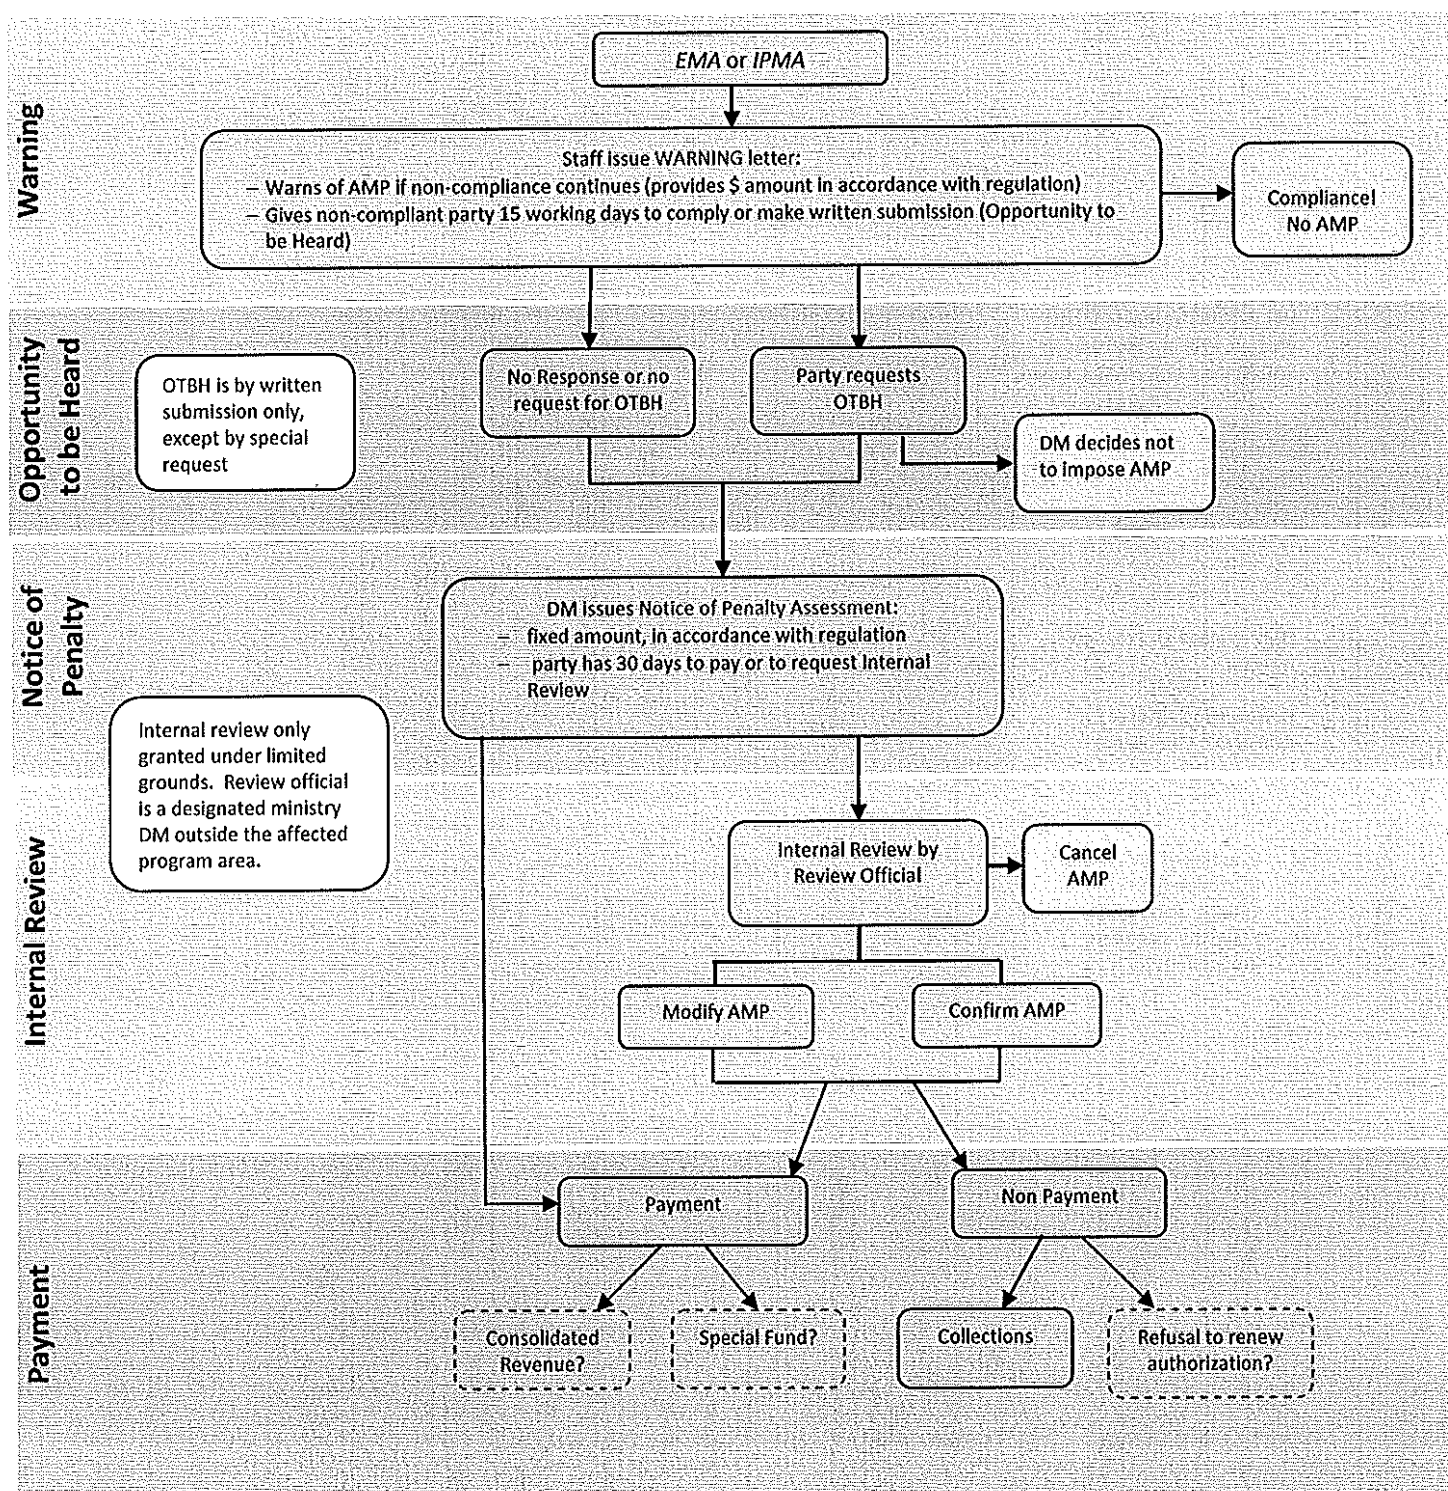 EMA or IPMA
Warning
Staff issue WARNING letter:
– Warns of AMP if non-compliance continues (provides $ amount in accordance with regulation)
– Gives non-compliant party 15 working days to comply or make written submission (Opportunity to
be Heard)
Compliancel
No AMP
Opportunity
to be Heard
OTBH is by written
submission only,
except by special
request
No Response or no
request for OTBH
Party requests
OTBH
DM decides not
to impose AMP
Notice of
Penalty
DM issues Notice of Penalty Assessment:
– fixed amount, in accordance with regulation
– party has 30 days to pay or to request Internal
Review
Internal review only
granted under limited
grounds. Review official
is a designated ministry
DM outside the affected
program area.
Internal Review
Internal Review by
Review Official
Cancel
AMP
Modify AMP
Confirm AMP
Payment
Payment
Non Payment
Consolidated
Revenue?
Special Fund?
Collections
Refusal to renew
authorization?